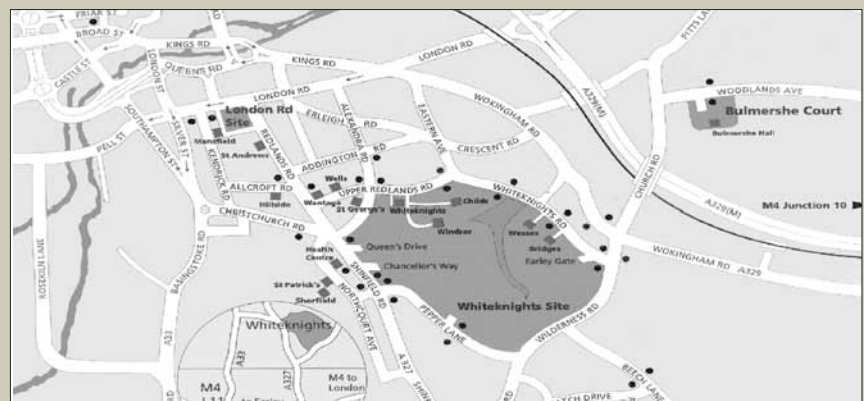 FRIAR ST
BROAD ST
KINGS RD
CASTLE ST
QUEENS RD
LONDON ST
KINGS RD
LONDON RD
PITTS LANE
A329(M)
WOODLANDS AVE
LONDON RD
Bulmershe Court
Bulmershe Hall
London Rd
Site
ERLEIGH RD
ALEXANDRA RD
EASTERN AVE
WOKINGHAM RD
SOUTHAMPTON ST
SILVER ST
Mansfield
St Andrews
REDLANDS RD
CRESCENT RD
PELL ST
KENDRICK RD
ADDINGTON RD
CHURCH RD
ALLCROFT RD
Wells
UPPER REDLANDS RD
Hillside
Wantage
St George's
Whiteknights
Childs
WHITEKNIGHTS RD
A329(M)
M4 Junction 10
CHRISTCHURCH RD
Windsor
Wessex
Bridges
Earley Gate
WOKINGHAM RD A329
Health
Centre
Queen's Drive
Chancellor's Way
ROSEKILN LANE
BASINGSTOKE RD
St Patrick's
Sherfield
SHINFIELD RD
NORTHCOURT AVE
PEPPER LANE
Whiteknights Site
WILDERNESS RD
A33
Whiteknights
A33
A327
A 327
BEECH LANE
M4
M4 to
London